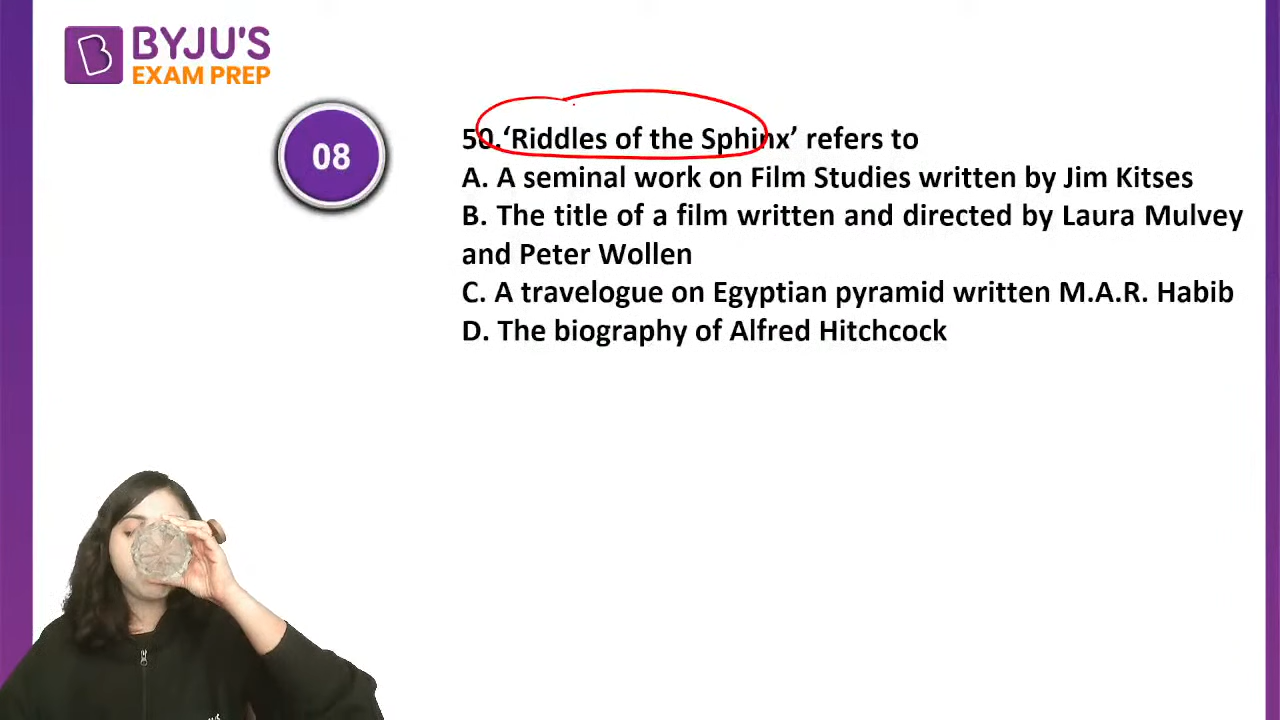 BYJU'S
EXAM PREP
08
50.‘Riddles of the Sphinx’ refers to
A. A seminal work on Film Studies written by Jim Kitses
B. The title of a film written and directed by Laura Mulvey
and Peter Wollen
C. A travelogue on Egyptian pyramid written M.A.R. Habib
D. The biography of Alfred Hitchcock